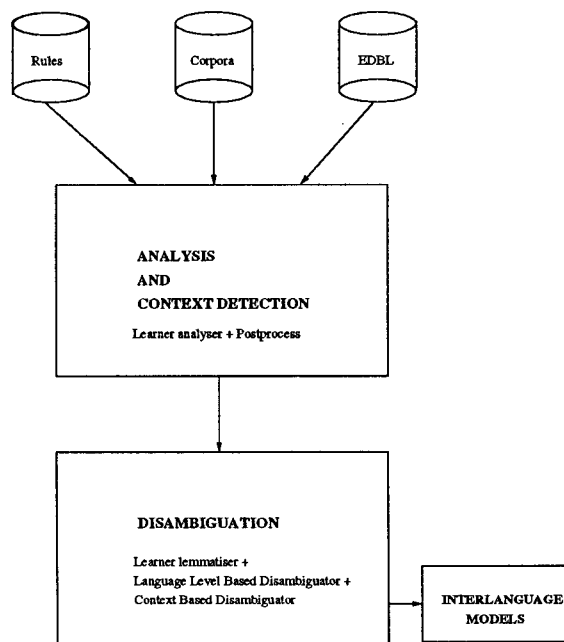 Rules
Corpora
EDBL
ANALYSIS
AND
CONTEXT DETECTION
Learner analyser + Postprocess
DISAMBIGUATION
Learner lemmatiser +
Language Level Based Disambiguator +
Context Based Disambiguator
INTERLANGUAGE
MODELS